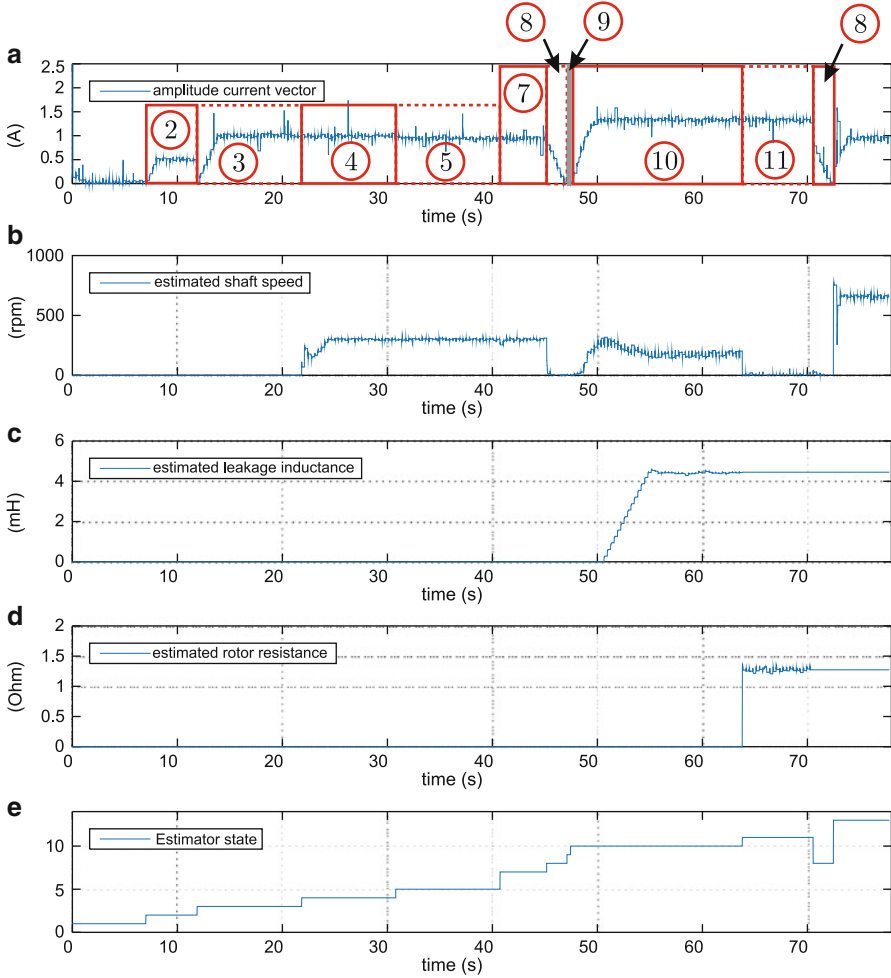 8 9 8
a
2.5
2
1.5
1
0.5
0
(A)
amplitude current vector
2 3 4 5 7 10 11
0 10 20 30 40 50 60 70
time (s)
b
1000
500
0
(rpm)
estimated shaft speed
0 10 20 30 40 50 60 70
time (s)
c
6
4
2
0
(mH)
estimated leakage inductance
0 10 20 30 40 50 60 70
time (s)
d
2
1.5
1
0.5
0
(Ohm)
estimated rotor resistance
0 10 20 30 40 50 60 70
time (s)
e
10
5
0
Estimator state
0 10 20 30 40 50 60 70
time (s)